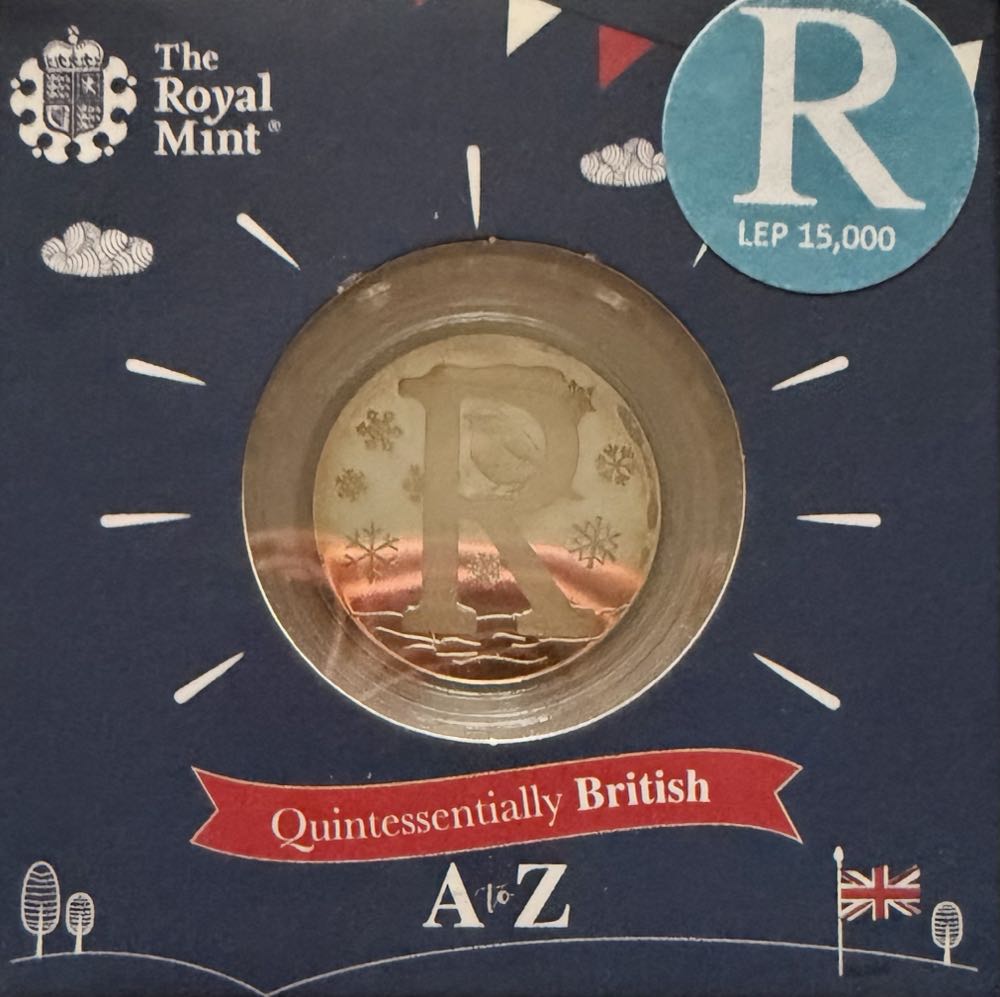 The
Royal
Mint®
R
LEP 15,000
R
Quintessentially British
A to Z